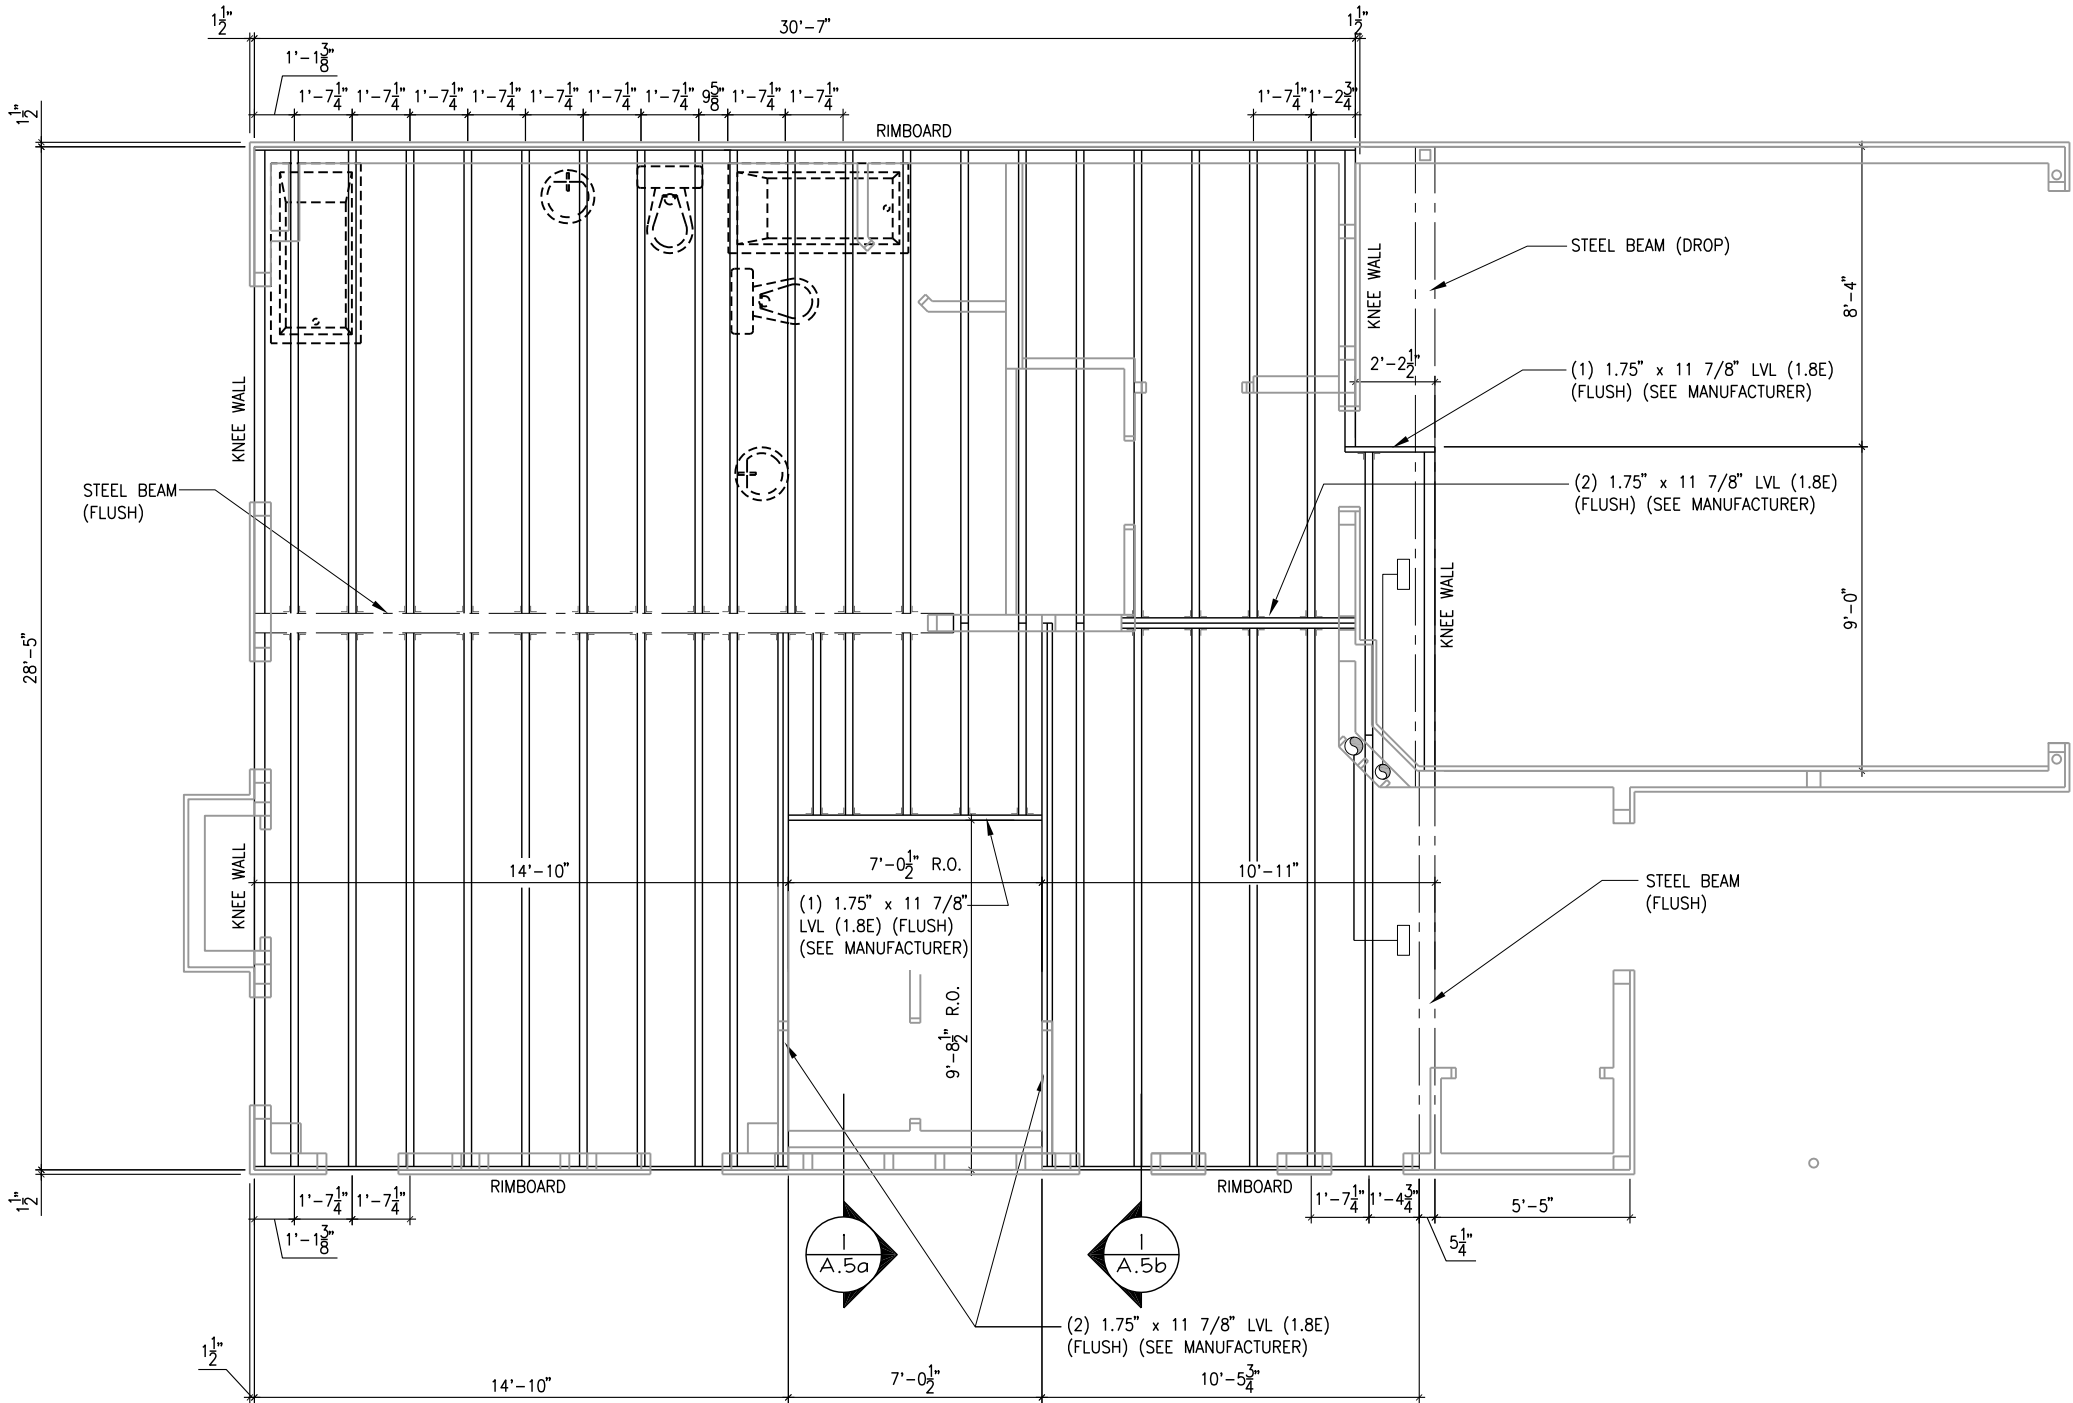 1 1/2" 30'-7" 1 1/2"
1'-1 3/8"
1'-7 1/4" 1'-7 1/4" 1'-7 1/4" 1'-7 1/4" 1'-7 1/4" 1'-7 1/4" 1'-7 1/4" 9 5/8" 1'-7 1/4" 1'-7 1/4" 1'-7 1/4" 1'-2 3/4"
1 1/2"
RIMBOARD
STEEL BEAM (DROP)
KNEE WALL
8'-4"
2'-2 1/2"
(1) 1.75" x 11 7/8" LVL (1.8E)
(FLUSH) (SEE MANUFACTURER)
KNEE WALL
STEEL BEAM
(FLUSH)
(2) 1.75" x 11 7/8" LVL (1.8E)
(FLUSH) (SEE MANUFACTURER)
KNEE WALL
9'-0"
28'-5"
14'-10"
7'-0 1/2" R.O.
10'-11"
KNEE WALL
(1) 1.75" x 11 7/8"
LVL (1.8E) (FLUSH)
(SEE MANUFACTURER)
STEEL BEAM
(FLUSH)
9'-8 1/2" R.O.
1 1/2"
RIMBOARD
RIMBOARD
1'-7 1/4" 1'-7 1/4"
1'-7 1/4" 1'-4 3/4"
5'-5"
1'-1 3/8"
5 1/4"
1
A.5a
1
A.5b
(2) 1.75" x 11 7/8" LVL (1.8E)
(FLUSH) (SEE MANUFACTURER)
1 1/2"
14'-10"
7'-0 1/2"
10'-5 3/4"